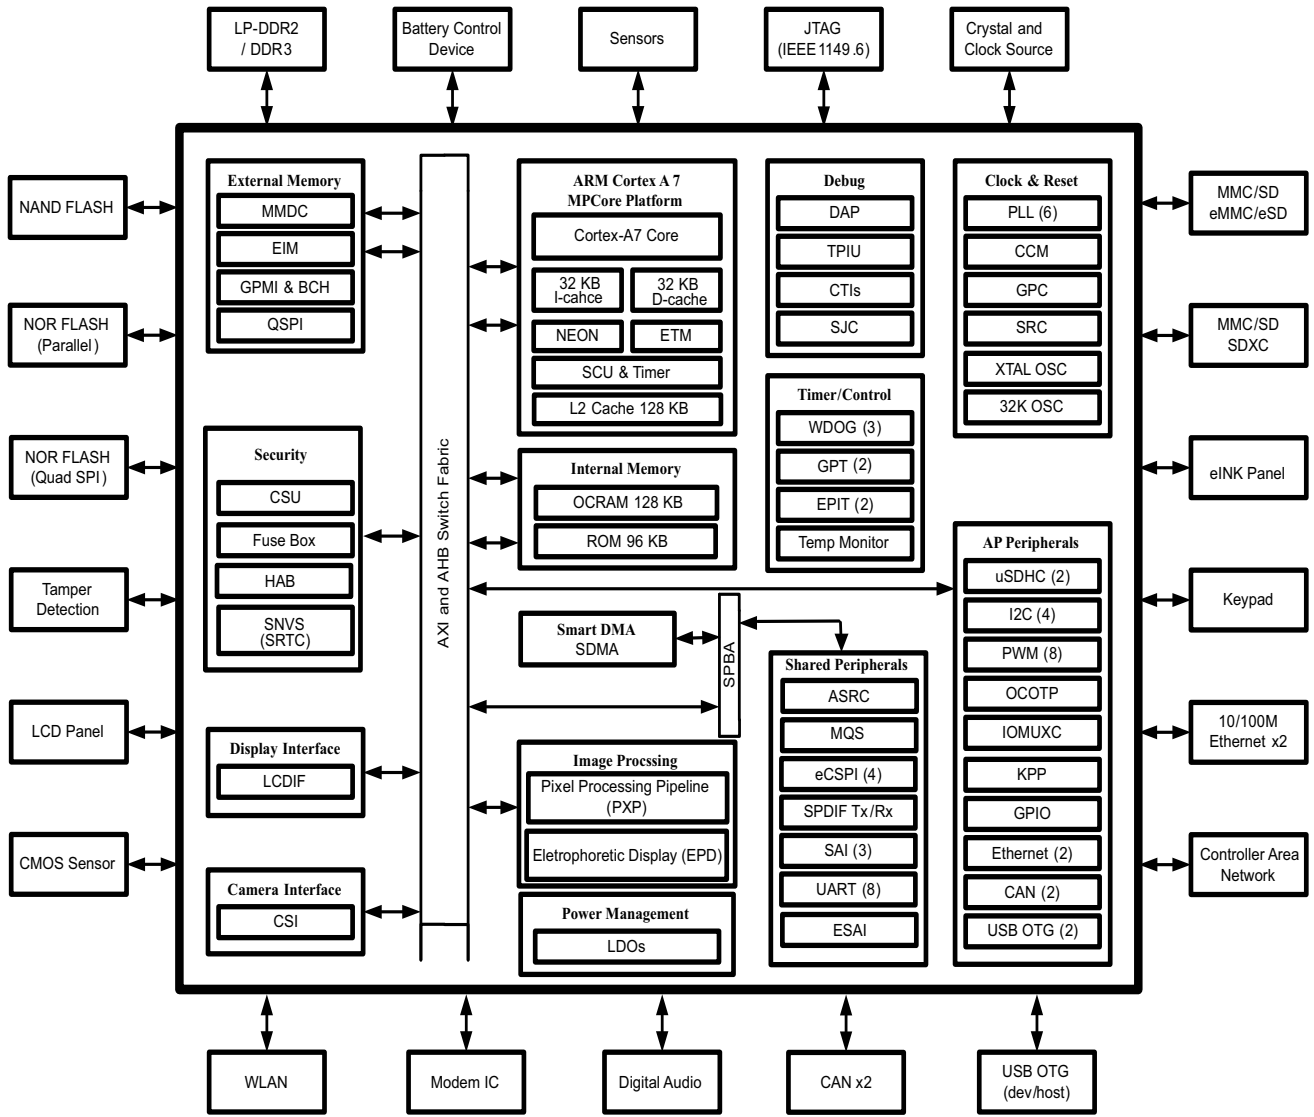 LP-DDR2
/ DDR3
Battery Control
Device
Sensors
JTAG
(IEEE1149.6)
Crystal and
Clock Source
NAND FLASH
NOR FLASH
(Parallel)
NOR FLASH
(Quad SPI)
Tamper
Detection
LCD Panel
CMOS Sensor
External Memory
MMDC
EIM
GPMI & BCH
QSPI
Security
CSU
Fuse Box
HAB
SNVS
(SRTC)
Display Interface
LCDIF
Camera Interface
CSI
AXI and AHB Switch Fabric
ARM Cortex A 7
MPCore Platform
Cortex-A7 Core
32 KB
I-cahce
32 KB
D-cache
NEON
ETM
SCU & Timer
L2 Cache 128 KB
Internal Memory
OCRAM 128 KB
ROM 96 KB
Smart DMA
SDMA
SPBA
Image Procssing
Pixel Processing Pipeline
(PXP)
Eletrophoretic Display (EPD)
Power Management
LDOs
Debug
DAP
TPIU
CTIs
SJC
Timer/Control
WDOG (3)
GPT (2)
EPIT (2)
Temp Monitor
Shared Peripherals
ASRC
MQS
eCSPI (4)
SPDIF Tx/Rx
SAI (3)
UART (8)
ESAI
Clock & Reset
PLL (6)
CCM
GPC
SRC
XTAL OSC
32K OSC
AP Peripherals
uSDHC (2)
I2C (4)
PWM (8)
OCOTP
IOMUXC
KPP
GPIO
Ethernet (2)
CAN (2)
USB OTG (2)
MMC/SD
eMMC/eSD
MMC/SD
SDXC
eINK Panel
Keypad
10/100M
Ethernet x2
Controller Area
Network
WLAN
Modem IC
Digital Audio
CAN x2
USB OTG
(dev/host)